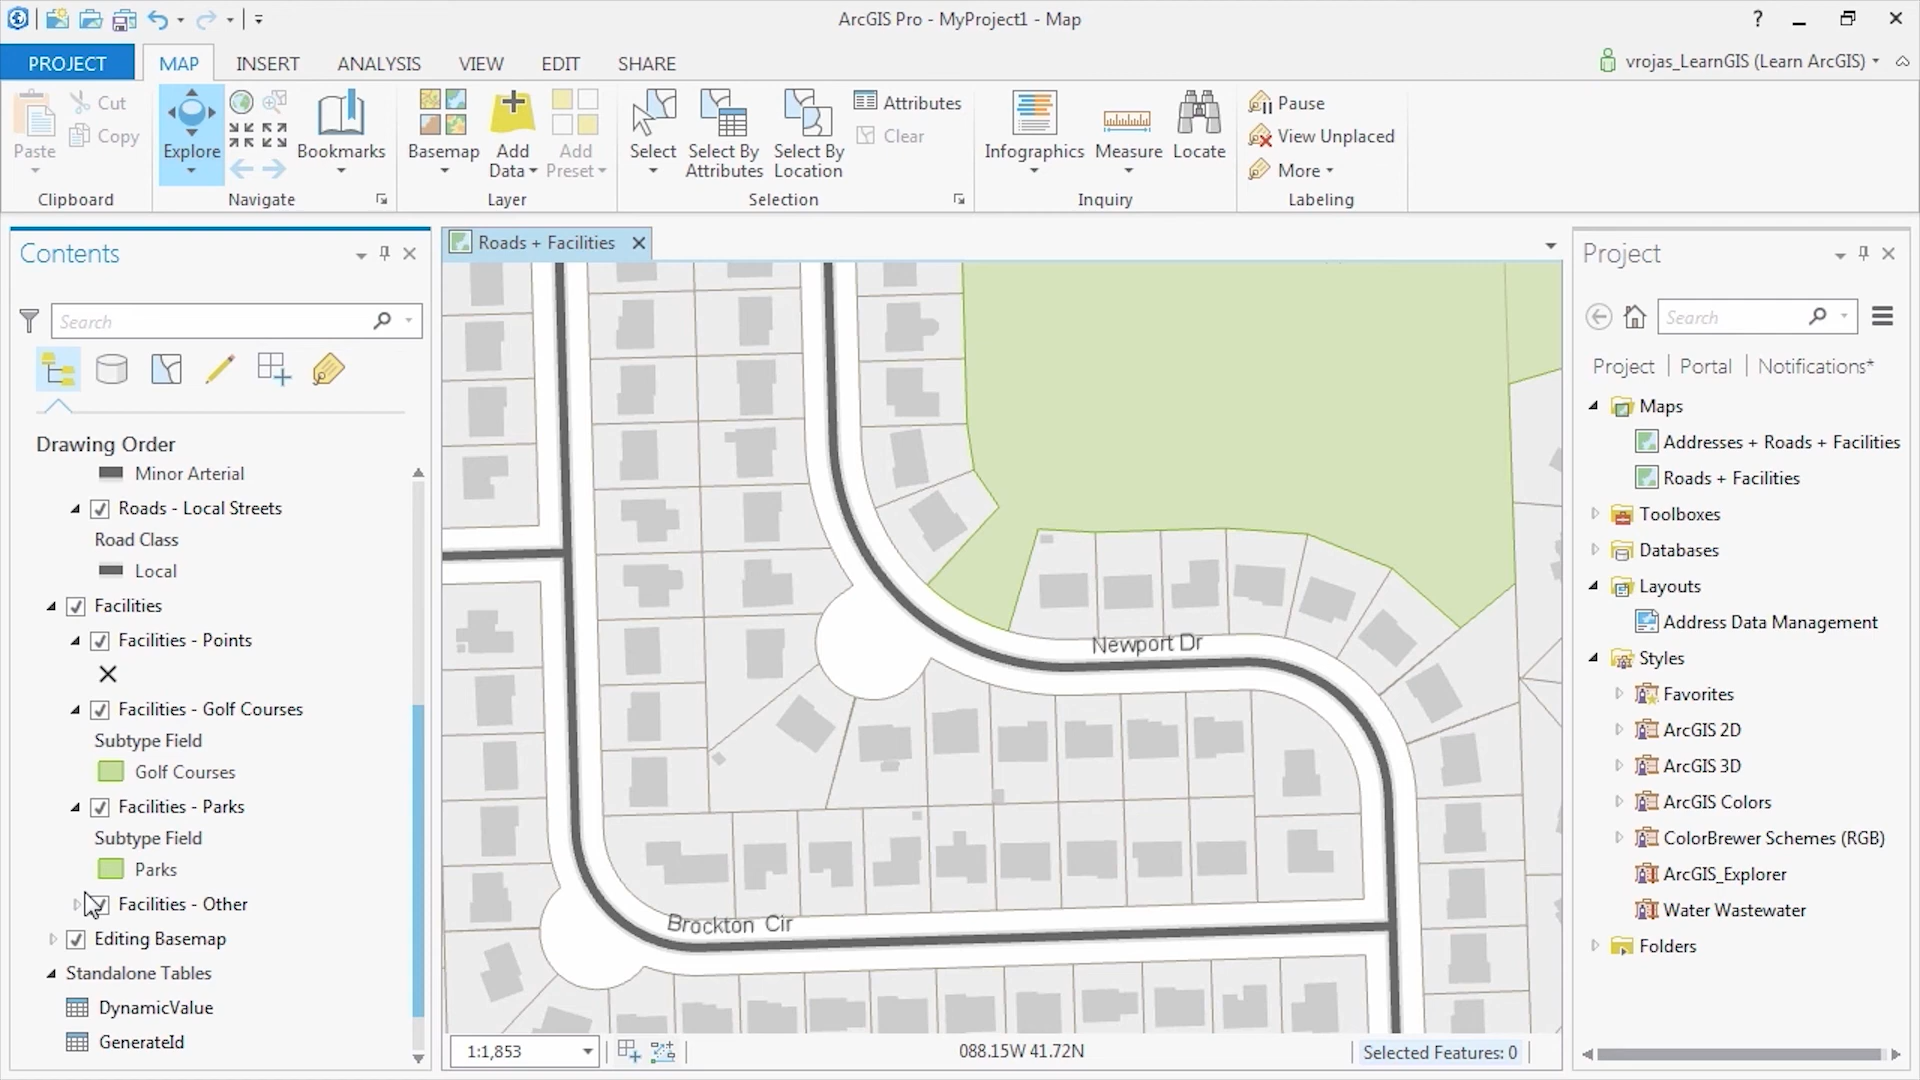 ArcGIS Pro - MyProject1 - Map
?
PROJECT
MAP
INSERT
ANALYSIS
VIEW
EDIT
SHARE
vrojas_LearnGIS (Learn ArcGIS)
Paste
Cut
Copy
Clipboard
Explore
Bookmarks
Navigate
Basemap
Add
Data
Add
Preset
Layer
Select
Select By
Attributes
Select By
Location
Attributes
Clear
Selection
Infographics
Measure
Locate
Inquiry
Pause
View Unplaced
More
Labeling
Contents
Search
Drawing Order
Minor Arterial
Roads - Local Streets
Road Class
Local
Facilities
Facilities - Points
Facilities - Golf Courses
Subtype Field
Golf Courses
Facilities - Parks
Subtype Field
Parks
Facilities - Other
Editing Basemap
Standalone Tables
DynamicValue
GenerateId
Roads + Facilities
Newport Dr
Brockton Cir
1:1,853
088.15W 41.72N
Selected Features: 0
Project
Search
Project
Portal
Notifications*
Maps
Addresses + Roads + Facilities
Roads + Facilities
Toolboxes
Databases
Layouts
Address Data Management
Styles
Favorites
ArcGIS 2D
ArcGIS 3D
ArcGIS Colors
ColorBrewer Schemes (RGB)
ArcGIS_Explorer
Water Wastewater
Folders